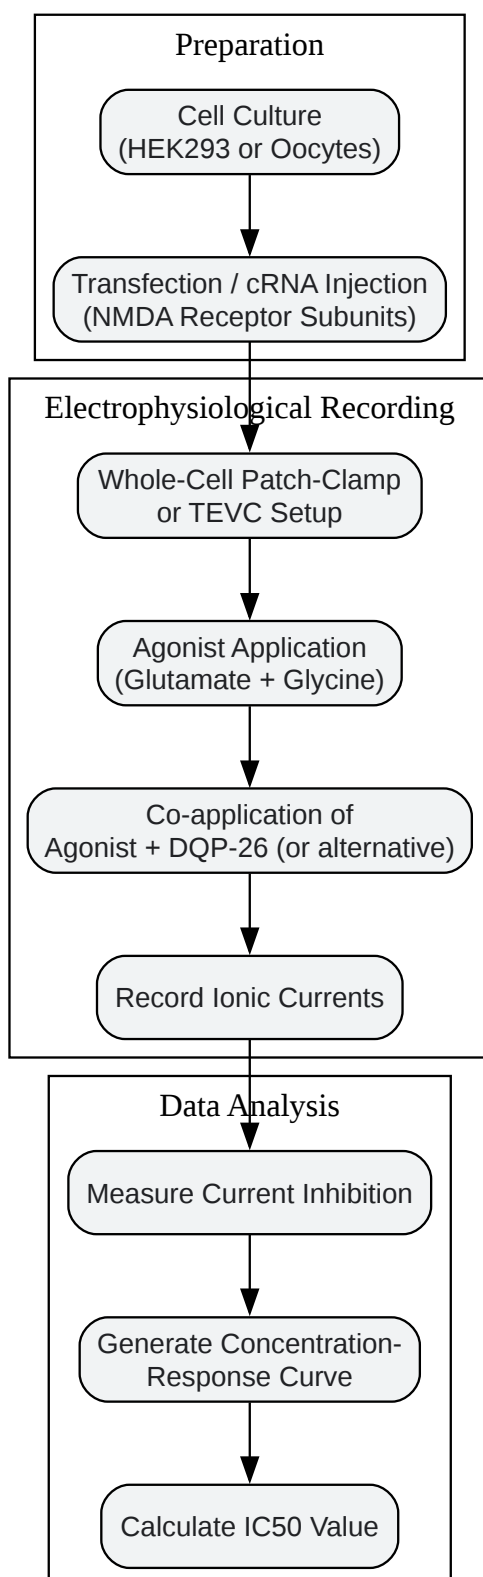 Preparation
Cell Culture
(HEK293 or Oocytes)
Transfection / cRNA Injection
(NMDA Receptor Subunits)
Electrophysiological Recording
Whole-Cell Patch-Clamp
or TEVC Setup
Agonist Application
(Glutamate + Glycine)
Co-application of
Agonist + DQP-26 (or alternative)
Record Ionic Currents
Data Analysis
Measure Current Inhibition
Generate Concentration-
Response Curve
Calculate IC50 Value